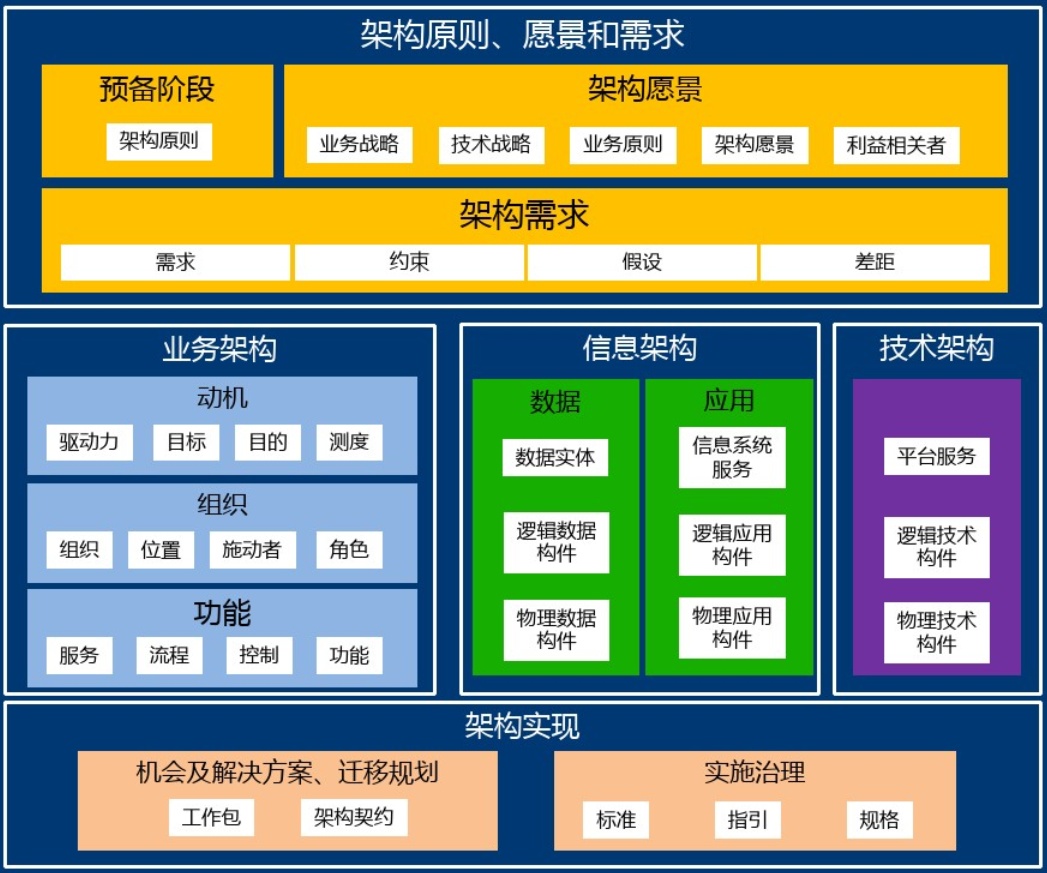 架构原则、愿景和需求
预备阶段
架构原则
架构愿景
业务战略
技术战略
业务原则
架构愿景
利益相关者
架构需求
需求
约束
假设
差距
业务架构
动机
驱动力
目标
目的
测度
组织
组织
位置
施动者
角色
功能
服务
流程
控制
功能
信息架构
数据
数据实体
逻辑数据
构件
物理数据
构件
应用
信息系统
服务
逻辑应用
构件
物理应用
构件
技术架构
平台服务
逻辑技术
构件
物理技术
构件
架构实现
机会及解决方案、迁移规划
工作包
架构契约
实施治理
标准
指引
规格